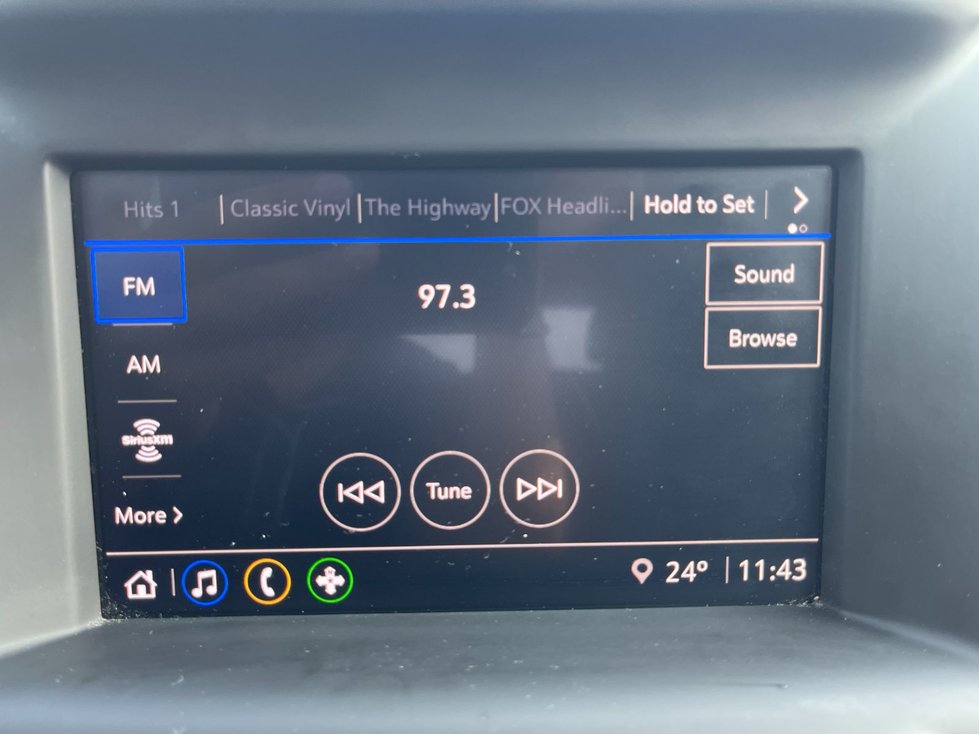 Hits 1 | Classic Vinyl | The Highway | FOX Headli... | Hold to Set |
FM
97.3
Sound
Browse
AM
SiriusXM
More
Tune
24° | 11:43